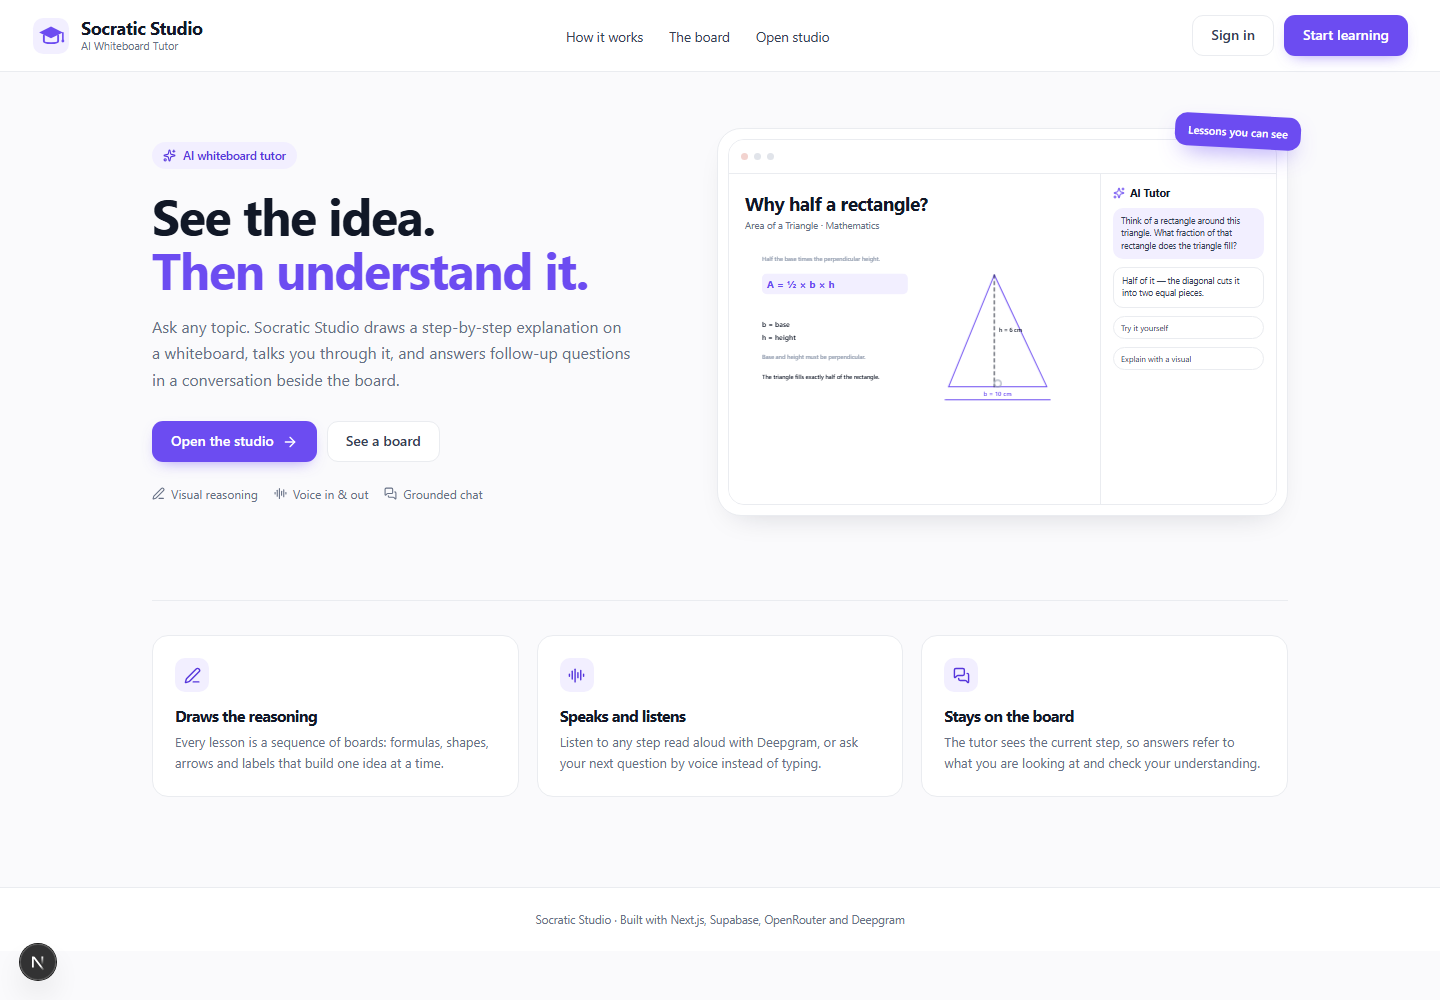 Socratic Studio
AI Whiteboard Tutor
How it works
The board
Open studio
Sign in
Start learning
AI whiteboard tutor
See the idea.
Then understand it.
Ask any topic. Socratic Studio draws a step-by-step explanation on
a whiteboard, talks you through it, and answers follow-up questions
in a conversation beside the board.
Open the studio
See a board
Visual reasoning
Voice in & out
Grounded chat
Lessons you can see
Why half a rectangle?
Area of a Triangle · Mathematics
Half the base times the perpendicular height.
A = ½ × b × h
b = base
h = height
Base and height must be perpendicular.
The triangle fills exactly half of the rectangle.
h = 6 cm
b = 10 cm
AI Tutor
Think of a rectangle around this
triangle. What fraction of that
rectangle does the triangle fill?
Half of it — the diagonal cuts it
into two equal pieces.
Try it yourself
Explain with a visual
Draws the reasoning
Every lesson is a sequence of boards: formulas, shapes,
arrows and labels that build one idea at a time.
Speaks and listens
Listen to any step read aloud with Deepgram, or ask
your next question by voice instead of typing.
Stays on the board
The tutor sees the current step, so answers refer to
what you are looking at and check your understanding.
Socratic Studio · Built with Next.js, Supabase, OpenRouter and Deepgram
N